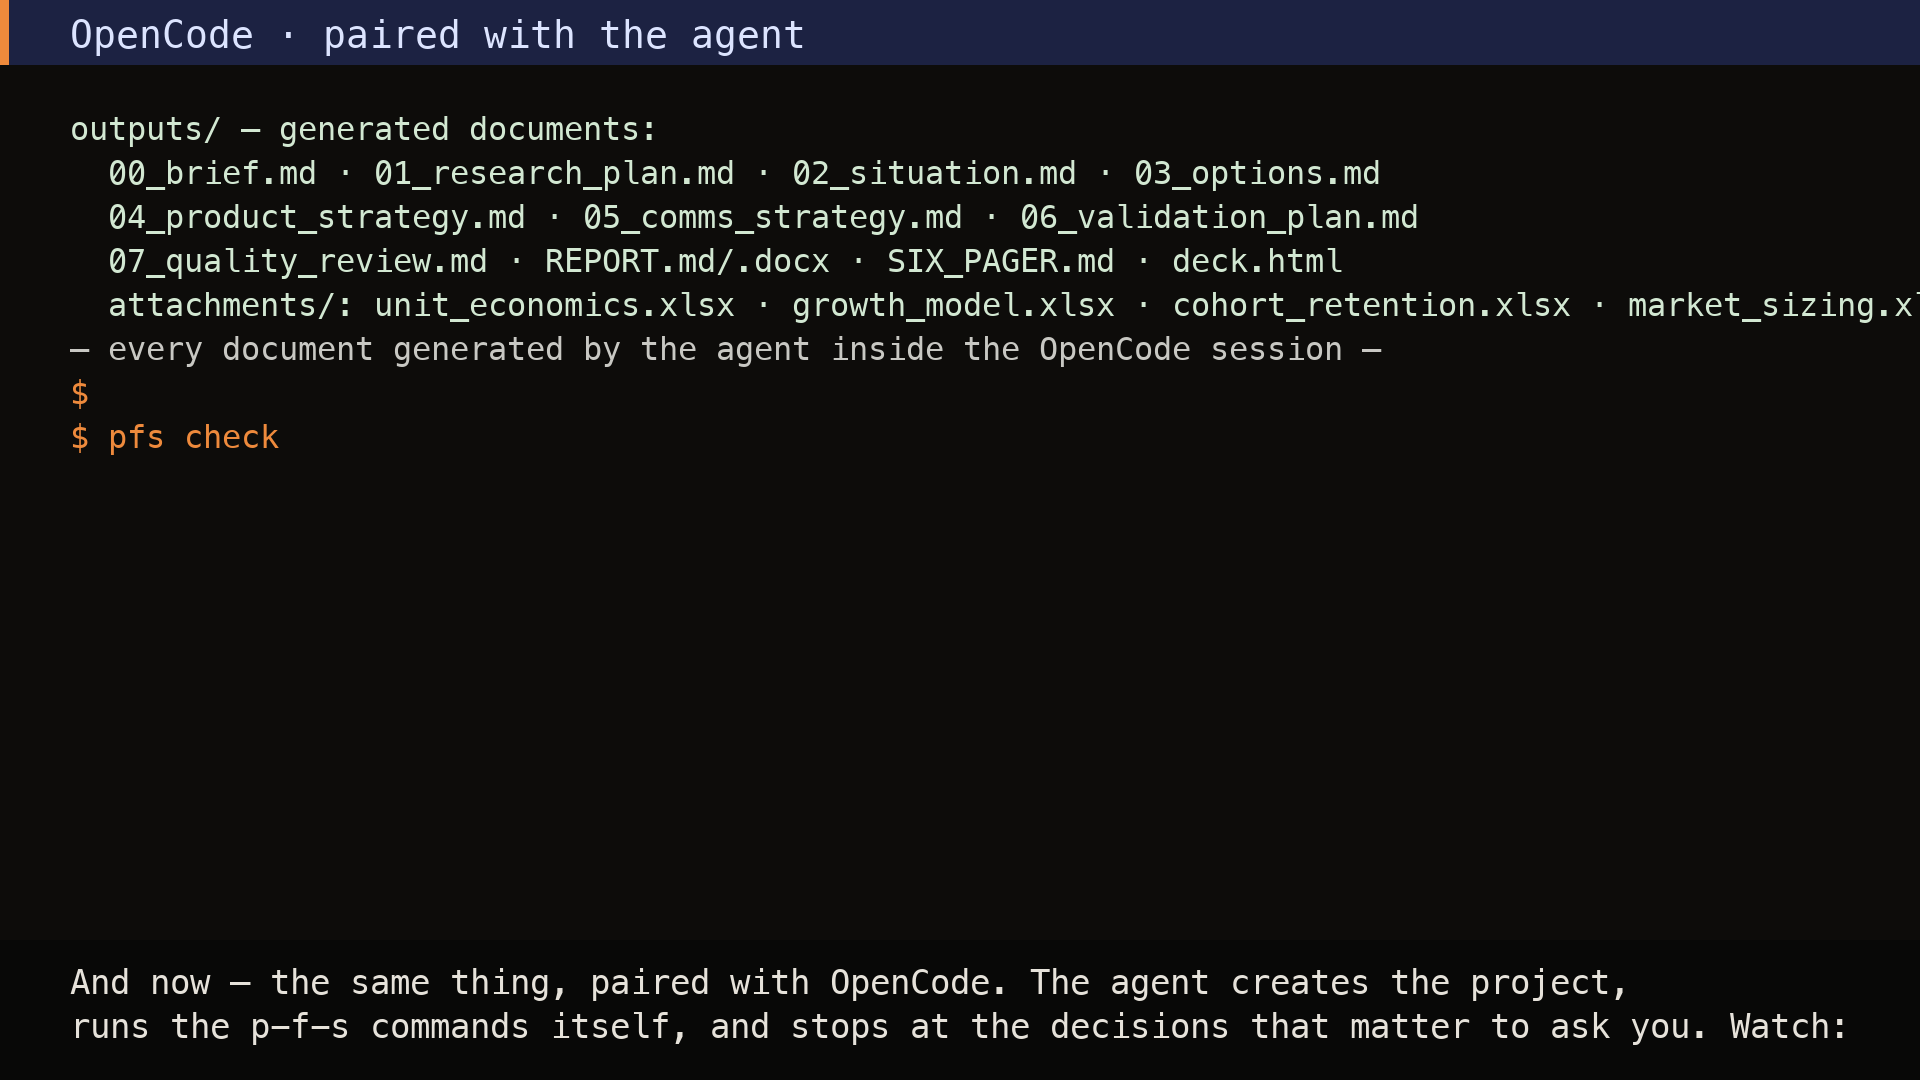 OpenCode · paired with the agent
outputs/ — generated documents:
00_brief.md · 01_research_plan.md · 02_situation.md · 03_options.md
04_product_strategy.md · 05_comms_strategy.md · 06_validation_plan.md
07_quality_review.md · REPORT.md/.docx · SIX_PAGER.md · deck.html
attachments/: unit_economics.xlsx · growth_model.xlsx · cohort_retention.xlsx · market_sizing.xl
— every document generated by the agent inside the OpenCode session —
$
$ pfs check
And now — the same thing, paired with OpenCode. The agent creates the project,
runs the p–f–s commands itself, and stops at the decisions that matter to ask you. Watch: